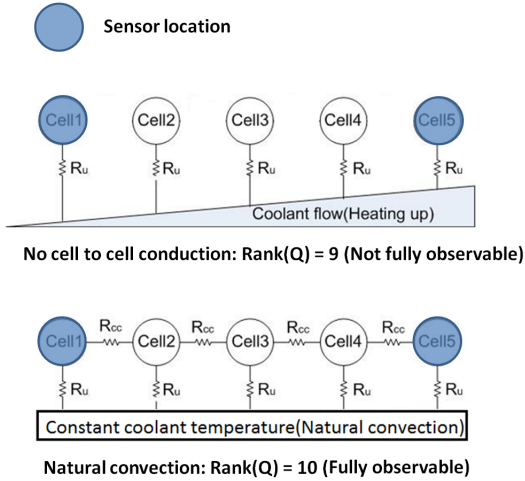 Sensor location
Cell1 Cell2 Cell3 Cell4 Cell5
Ru Ru Ru Ru Ru
Coolant flow(Heating up)
No cell to cell conduction: Rank(Q) = 9 (Not fully observable)
Rcc Rcc Rcc Rcc
Cell1 Cell2 Cell3 Cell4 Cell5
Ru Ru Ru Ru Ru
Constant coolant temperature(Natural convection)
Natural convection: Rank(Q) = 10 (Fully observable)